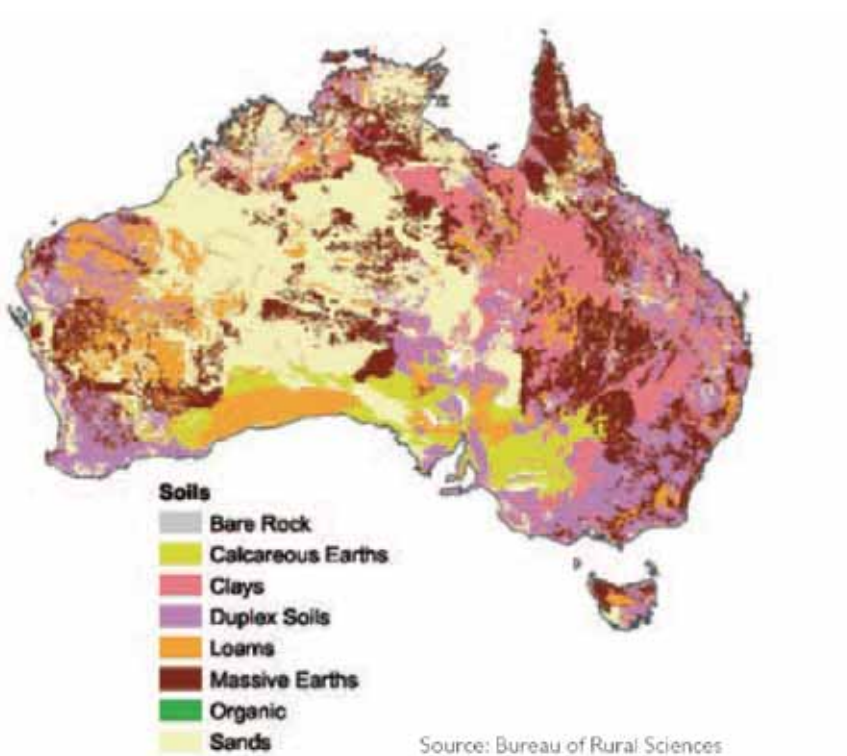 Soils
Bare Rock
Calcareous Earths
Clays
Duplex Soils
Loams
Massive Earths
Organic
Sands
Source: Bureau of Rural Sciences